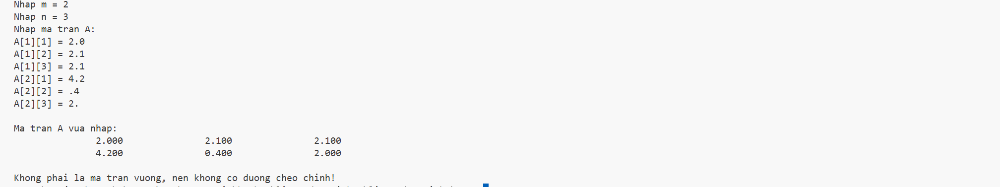 Nhap m = 2
Nhap n = 3
Nhap ma tran A:
A[1][1] = 2.0
A[1][2] = 2.1
A[1][3] = 2.1
A[2][1] = 4.2
A[2][2] = .4
A[2][3] = 2.
Ma tran A vua nhap:
2.000 2.100 2.100
4.200 0.400 2.000
Khong phai la ma tran vuong, nen khong co duong cheo chinh!